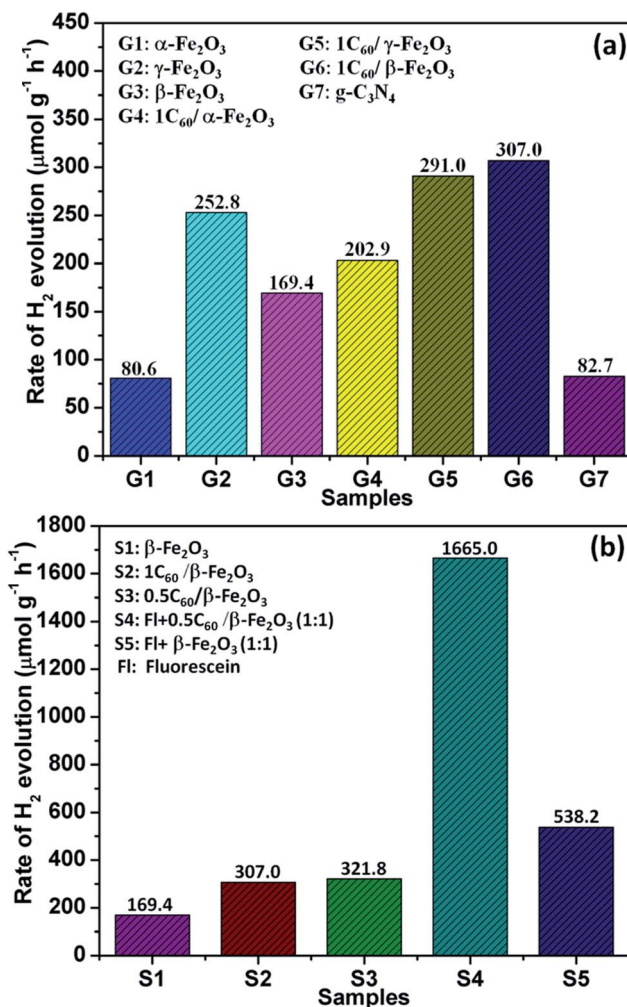 (a)
G1: α-Fe₂O₃ G5: 1C₆₀/ γ-Fe₂O₃
G2: γ-Fe₂O₃ G6: 1C₆₀/ β-Fe₂O₃
G3: β-Fe₂O₃ G7: g-C₃N₄
G4: 1C₆₀/ α-Fe₂O₃
Rate of H₂ evolution (μmol g⁻¹ h⁻¹)
450
400
350
300
250
200
150
100
50
0
80.6
252.8
169.4
202.9
291.0
307.0
82.7
G1 G2 G3 G4 G5 G6 G7
Samples
(b)
S1: β-Fe₂O₃
S2: 1C₆₀ /β-Fe₂O₃
S3: 0.5C₆₀/β-Fe₂O₃
S4: Fl+0.5C₆₀ /β-Fe₂O₃ (1:1)
S5: Fl+ β-Fe₂O₃ (1:1)
Fl: Fluorescein
Rate of H₂ evolution (μmol g⁻¹ h⁻¹)
1800
1600
1400
1200
1000
800
600
400
200
0
169.4
307.0
321.8
1665.0
538.2
S1 S2 S3 S4 S5
Samples